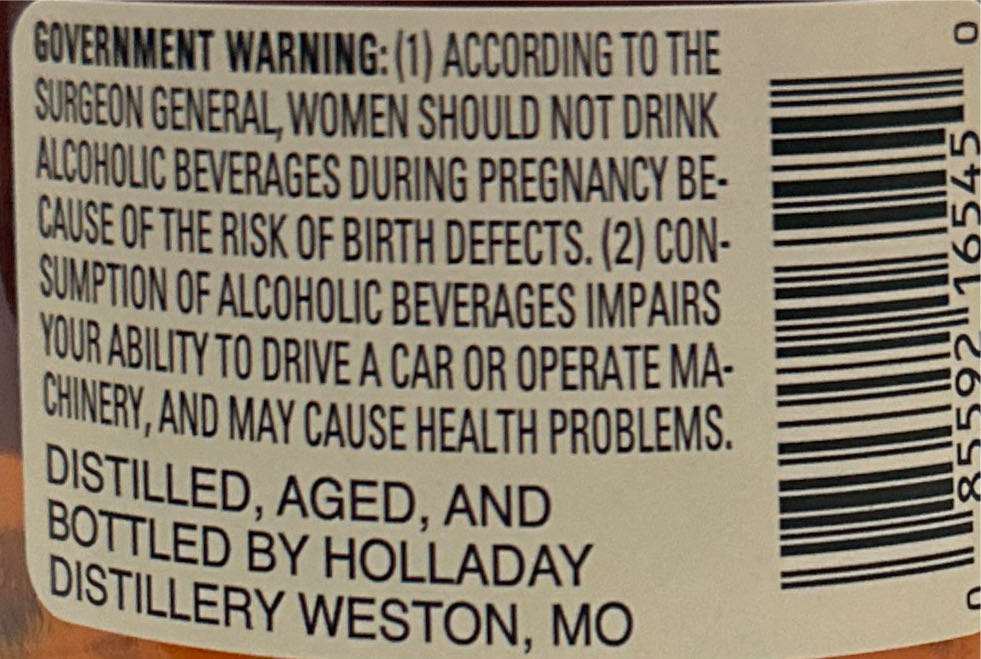 GOVERNMENT WARNING: (1) ACCORDING TO THE
SURGEON GENERAL, WOMEN SHOULD NOT DRINK
ALCOHOLIC BEVERAGES DURING PREGNANCY BE-
CAUSE OF THE RISK OF BIRTH DEFECTS. (2) CON-
SUMPTION OF ALCOHOLIC BEVERAGES IMPAIRS
YOUR ABILITY TO DRIVE A CAR OR OPERATE MA-
CHINERY, AND MAY CAUSE HEALTH PROBLEMS.
DISTILLED, AGED, AND
BOTTLED BY HOLLADAY
DISTILLERY WESTON, MO
0 85592 16545 0